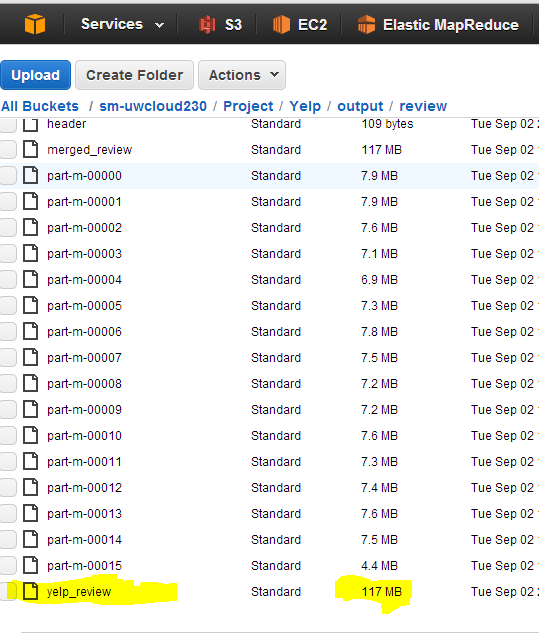 Services S3 EC2 Elastic MapReduce
Upload Create Folder Actions
All Buckets / sm-uwcloud230 / Project / Yelp / output / review
header Standard 109 bytes Tue Sep 02
merged_review Standard 117 MB Tue Sep 02
part-m-00000 Standard 7.9 MB Tue Sep 02
part-m-00001 Standard 7.9 MB Tue Sep 02
part-m-00002 Standard 7.6 MB Tue Sep 02
part-m-00003 Standard 7.1 MB Tue Sep 02
part-m-00004 Standard 6.9 MB Tue Sep 02
part-m-00005 Standard 7.3 MB Tue Sep 02
part-m-00006 Standard 7.8 MB Tue Sep 02
part-m-00007 Standard 7.5 MB Tue Sep 02
part-m-00008 Standard 7.2 MB Tue Sep 02
part-m-00009 Standard 7.2 MB Tue Sep 02
part-m-00010 Standard 7.6 MB Tue Sep 02
part-m-00011 Standard 7.3 MB Tue Sep 02
part-m-00012 Standard 7.4 MB Tue Sep 02
part-m-00013 Standard 7.6 MB Tue Sep 02
part-m-00014 Standard 7.5 MB Tue Sep 02
part-m-00015 Standard 4.4 MB Tue Sep 02
yelp_review Standard 117 MB Tue Sep 02